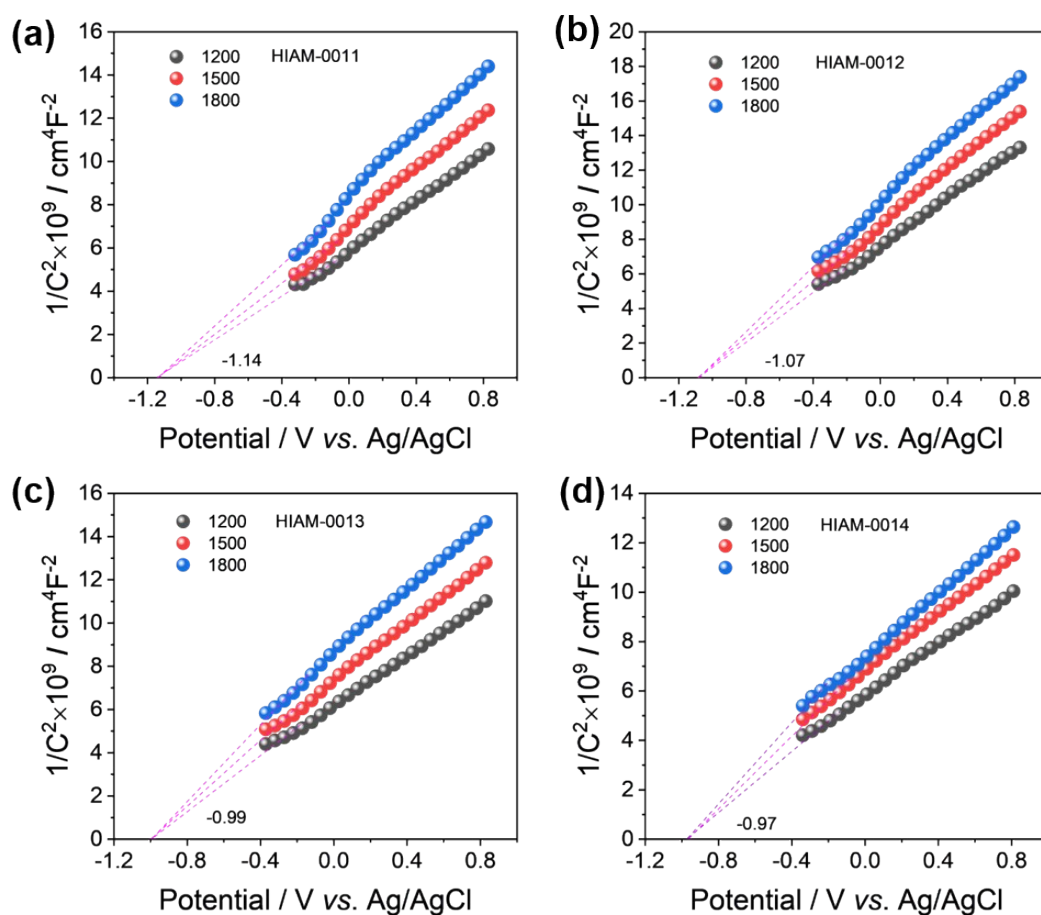 (a)
1200 HIAM-0011
1500
1800
1/C²×10⁹ / cm⁴F⁻²
16
14
12
10
8
6
4
2
0
-1.14
-1.2 -0.8 -0.4 0.0 0.4 0.8
Potential / V vs. Ag/AgCl
(b)
1200 HIAM-0012
1500
1800
1/C²×10⁹ / cm⁴F⁻²
20
18
16
14
12
10
8
6
4
2
0
-1.07
-1.2 -0.8 -0.4 0.0 0.4 0.8
Potential / V vs. Ag/AgCl
(c)
1200 HIAM-0013
1500
1800
1/C²×10⁹ / cm⁴F⁻²
16
14
12
10
8
6
4
2
0
-0.99
-1.2 -0.8 -0.4 0.0 0.4 0.8
Potential / V vs. Ag/AgCl
(d)
1200 HIAM-0014
1500
1800
1/C²×10⁹ / cm⁴F⁻²
14
12
10
8
6
4
2
0
-0.97
-1.2 -0.8 -0.4 0.0 0.4 0.8
Potential / V vs. Ag/AgCl